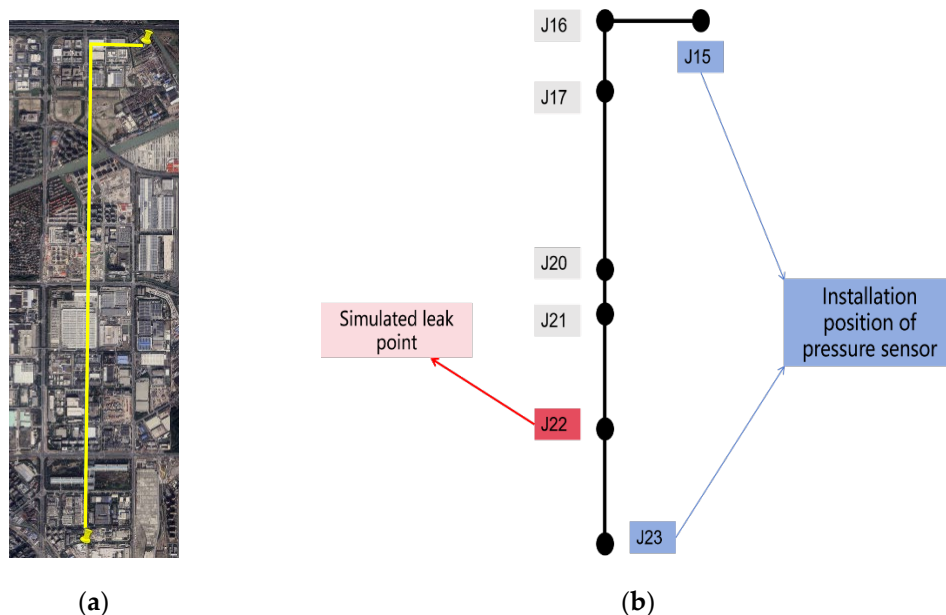 J16
J15
J17
J20
J21
Simulated leak
point
Installation
position of
pressure sensor
J22
J23
(a)
(b)